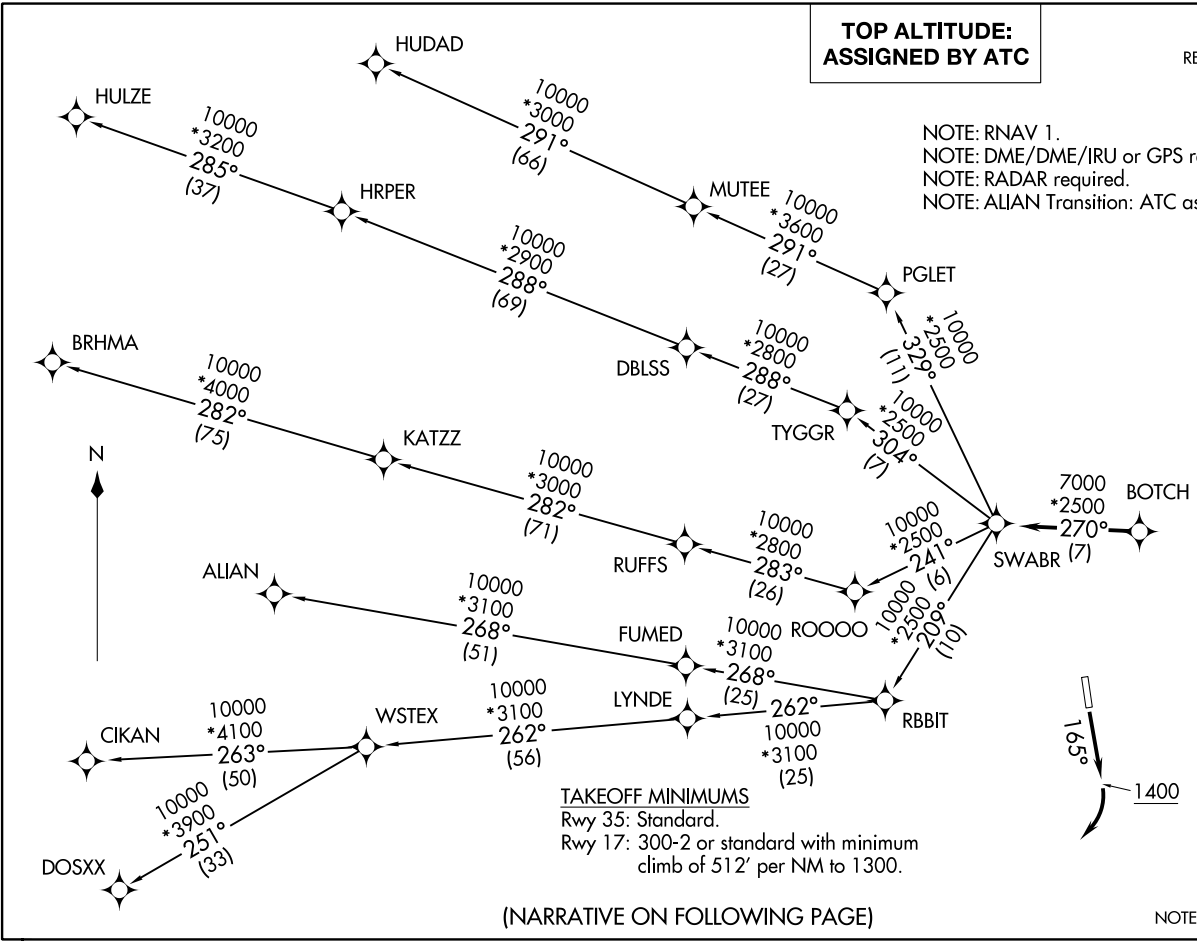 TOP ALTITUDE:
ASSIGNED BY ATC
RE
NOTE: RNAV 1.
NOTE: DME/DME/IRU or GPS re
NOTE: RADAR required.
NOTE: ALIAN Transition: ATC as
HUDAD
10000
*3000
291°
(66)
HULZE
10000
*3200
285°
(37)
HRPER
MUTEE
10000
*3600
291°
(27)
PGLET
10000
*2900
288°
(69)
10000
*2500
329°
(11)
BRHMA
10000
*4000
282°
(75)
DBLSS
10000
*2800
288°
(27)
TYGGR
10000
*2500
304°
(7)
KATZZ
N
10000
*3000
282°
(71)
7000
*2500
270°
(7)
BOTCH
SWABR
10000
*2500
241°
(6)
RUFFS
10000
*2800
283°
(26)
ROOOO
10000
*2500
209°
(10)
ALIAN
10000
*3100
268°
(51)
FUMED
10000
*3100
268°
(25)
RBBIT
LYNDE
262°
10000
*3100
(25)
WSTEX
10000
*3100
262°
(56)
CIKAN
10000
*4100
263°
(50)
10000
*3900
251°
(33)
DOSXX
165°
1400
TAKEOFF MINIMUMS
Rwy 35: Standard.
Rwy 17: 300-2 or standard with minimum
climb of 512' per NM to 1300.
(NARRATIVE ON FOLLOWING PAGE)
NOTE